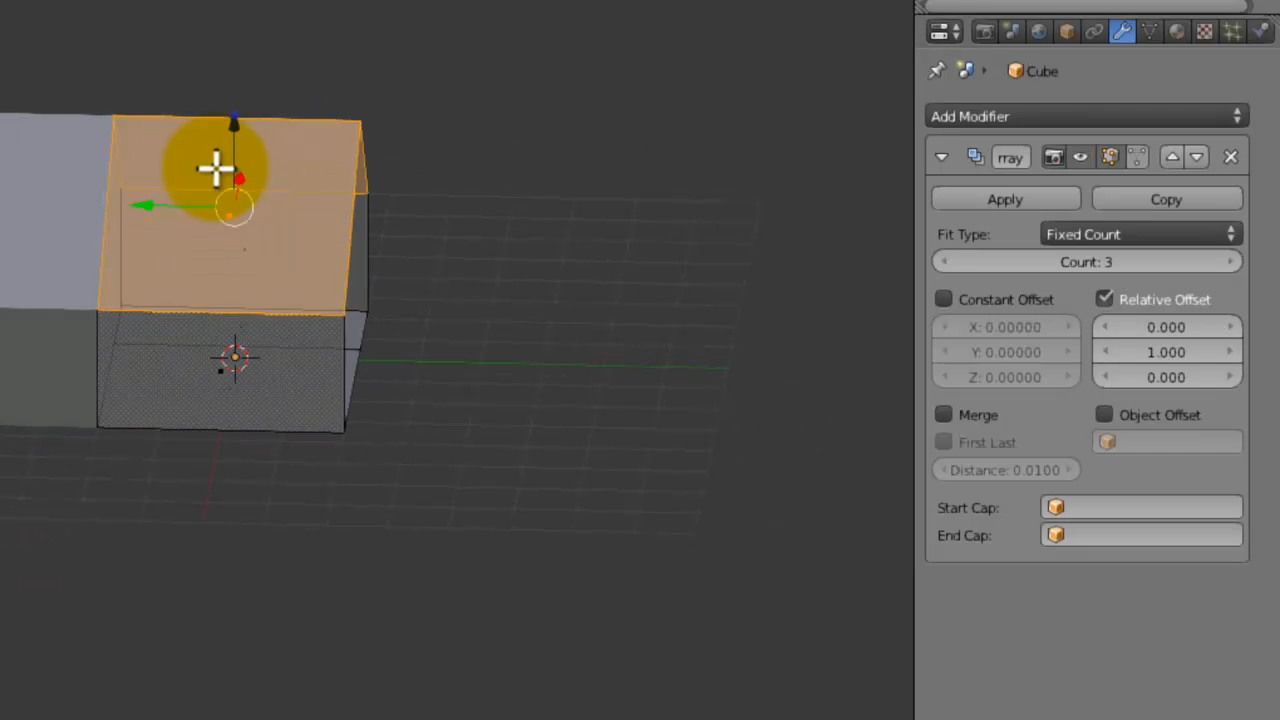 Cube
Add Modifier
rray
Apply Copy
Fit Type: Fixed Count
Count: 3
Constant Offset Relative Offset
X: 0.00000 0.000
Y: 0.00000 1.000
Z: 0.00000 0.000
Merge Object Offset
First Last
Distance: 0.0100
Start Cap:
End Cap: